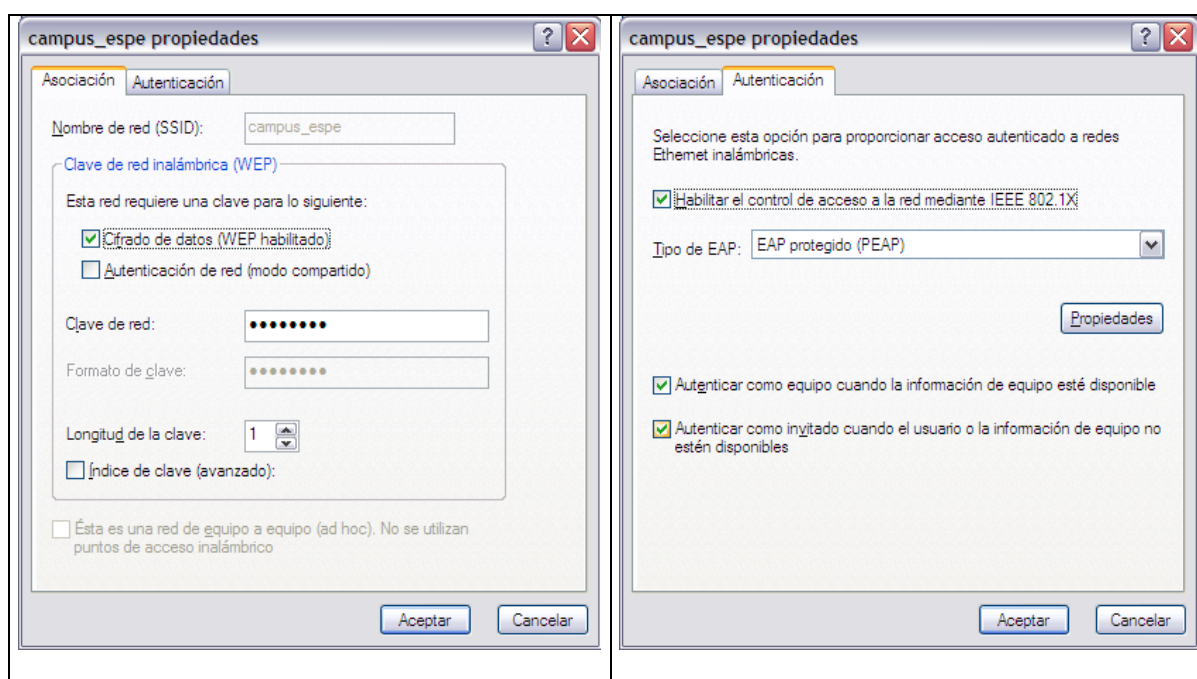 campus_espe propiedades
Asociación
Autenticación
Nombre de red (SSID):
campus_espe
Clave de red inalámbrica (WEP)
Esta red requiere una clave para lo siguiente:
Cifrado de datos (WEP habilitado)
Autenticación de red (modo compartido)
Clave de red:
••••••••
Formato de clave:
••••••••
Longitud de la clave:
1
Índice de clave (avanzado):
Ésta es una red de equipo a equipo (ad hoc). No se utilizan
puntos de acceso inalámbrico
Aceptar
Cancelar
campus_espe propiedades
Asociación
Autenticación
Seleccione esta opción para proporcionar acceso autenticado a redes
Ethernet inalámbricas.
Habilitar el control de acceso a la red mediante IEEE 802.1X
Tipo de EAP:
EAP protegido (PEAP)
Propiedades
Autenticar como equipo cuando la información de equipo esté disponible
Autenticar como invitado cuando el usuario o la información de equipo no
estén disponibles
Aceptar
Cancelar